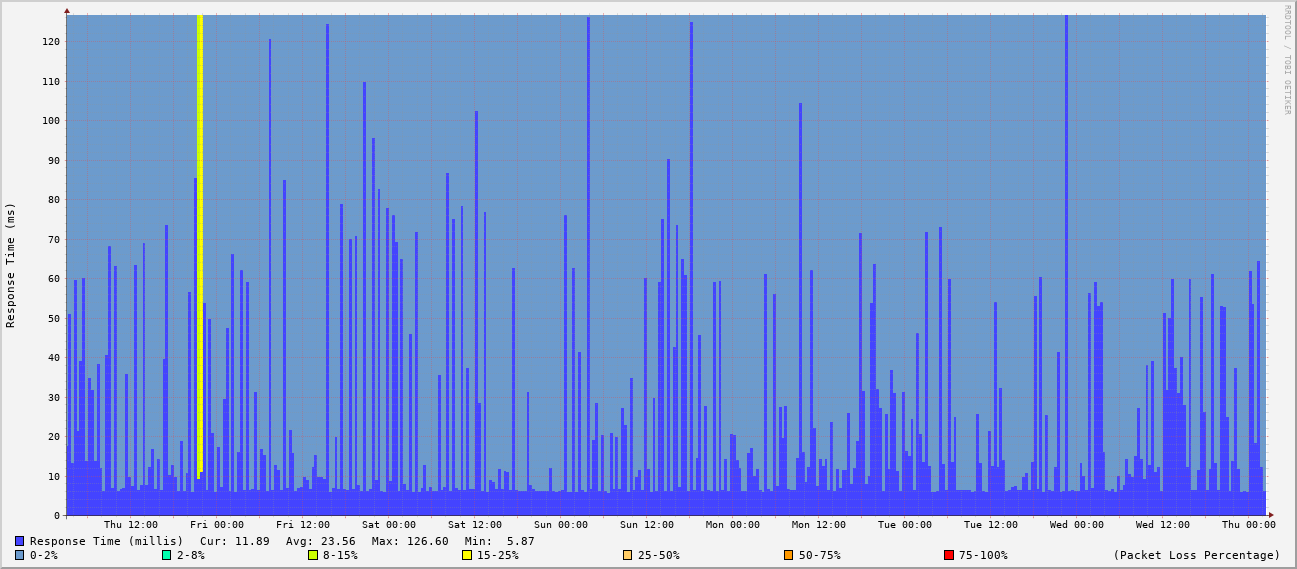 RRDTOOL / TOBI OETIKER
Response Time (ms)
120
110
100
90
80
70
60
50
40
30
20
10
0
Thu 12:00 Fri 00:00 Fri 12:00 Sat 00:00 Sat 12:00 Sun 00:00 Sun 12:00 Mon 00:00 Mon 12:00 Tue 00:00 Tue 12:00 Wed 00:00 Wed 12:00 Thu 00:00
Response Time (millis) Cur: 11.89 Avg: 23.56 Max: 126.60 Min: 5.87
0-2% 2-8% 8-15% 15-25% 25-50% 50-75% 75-100% (Packet Loss Percentage)